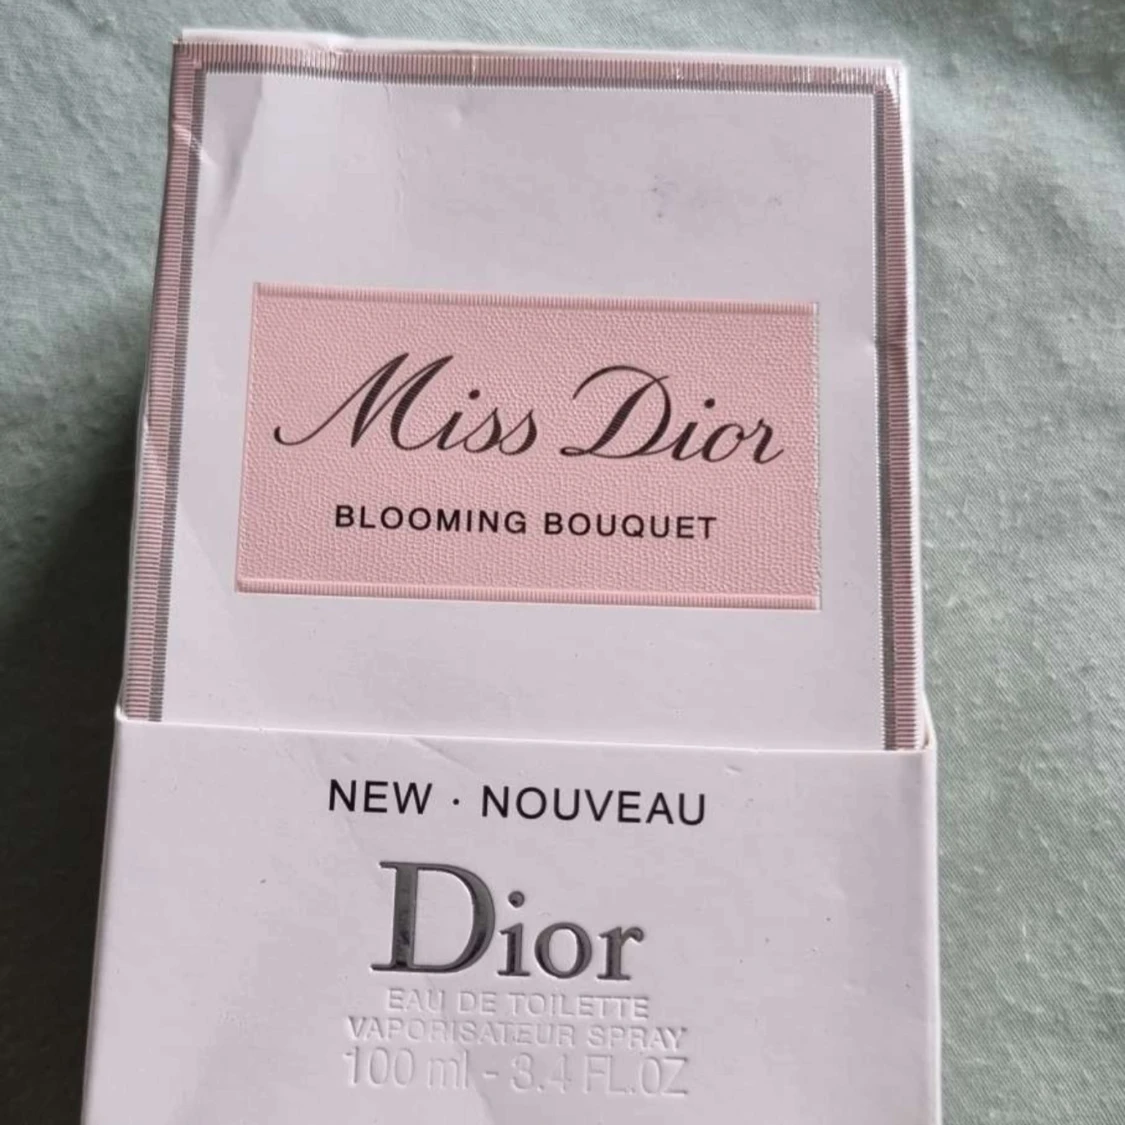 Miss Dior
BLOOMING BOUQUET
NEW · NOUVEAU
Dior
EAU DE TOILETTE
VAPORISATEUR SPRAY
100 ml - 3.4 FL.OZ